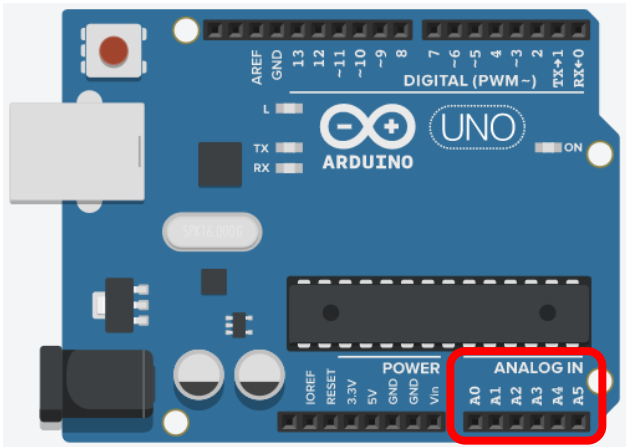 AREF
GND
13
12
~11
~10
~9
8
7
~6
~5
4
~3
2
TX→1
RX←0
DIGITAL (PWM~)
L
TX
RX
ARDUINO
UNO
ON
SPK16.000G
POWER
ANALOG IN
IOREF
RESET
3.3V
5V
GND
GND
Vin
A0
A1
A2
A3
A4
A5